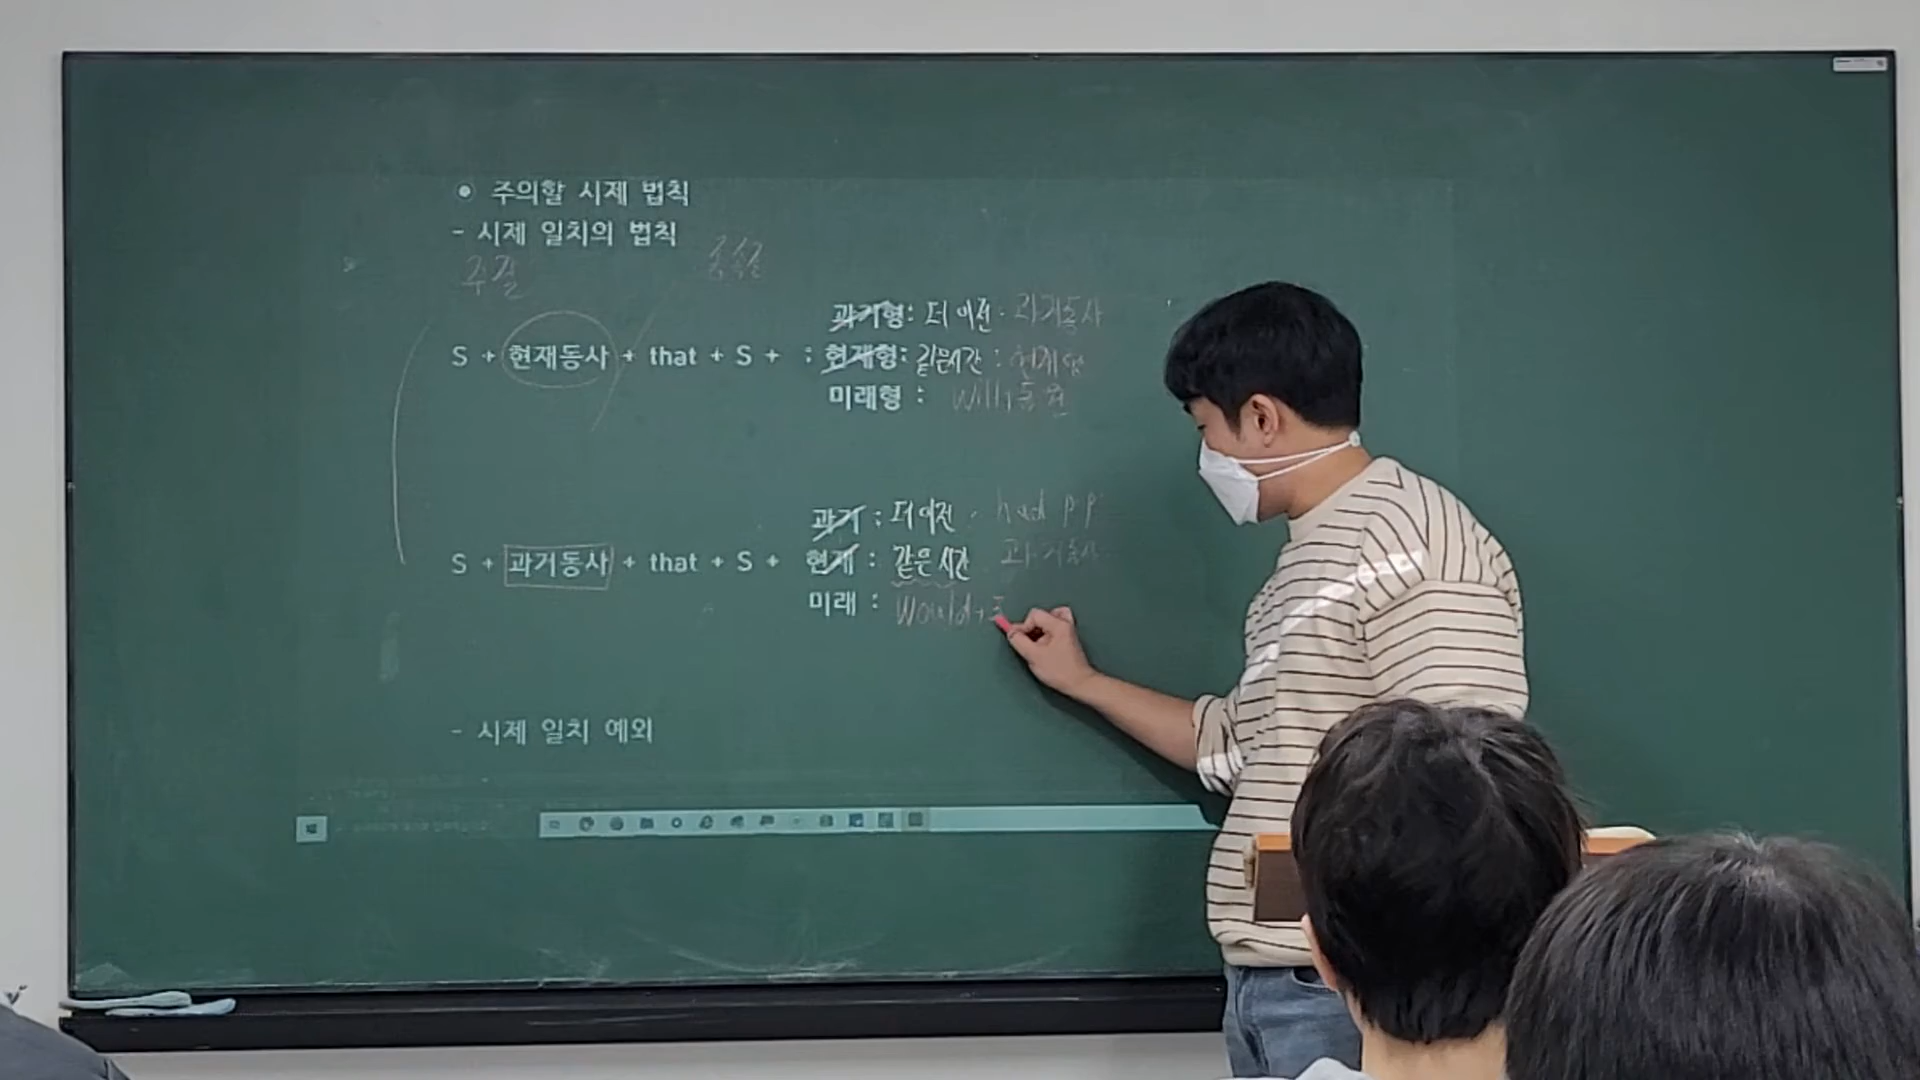 주의할 시제 법칙
- 시제 일치의 법칙
주절 종속절
과거형: 더 이전 : 과거동사
S + 현재동사 + that + S + : 현재형: 같은시간 : 현재형
미래형 : Will+동원
과거 : 더 이전 . had p.p
S + 과거동사 + that + S + 현재 : 같은 시간 과거동사
미래 : Would+
- 시제 일치 예외